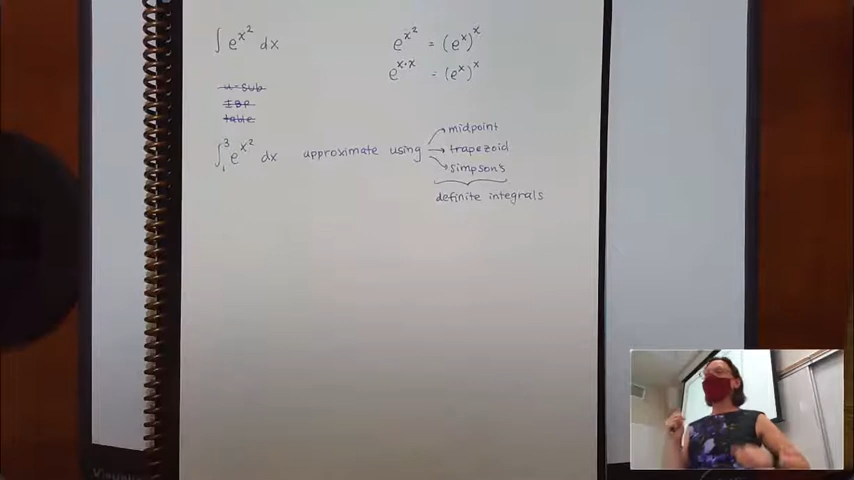 ∫ e^x² dx
e^x² = (e^x)^x
e^x·x = (e^x)^x
u-sub
IBP
table
∫₁³ e^x² dx approximate using → midpoint
→ trapezoid
→ simpson's
definite integrals